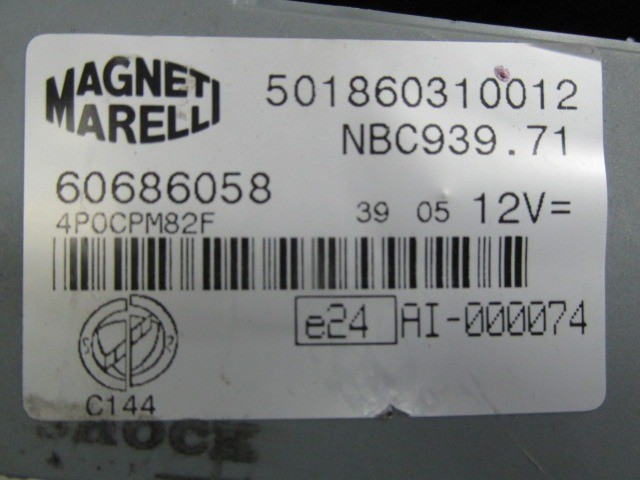 MAGNETI
MARELLI
501860310012
NBC939.71
60686058
4P0CPM82F
39 05 12V=
e24 AI-000074
C144